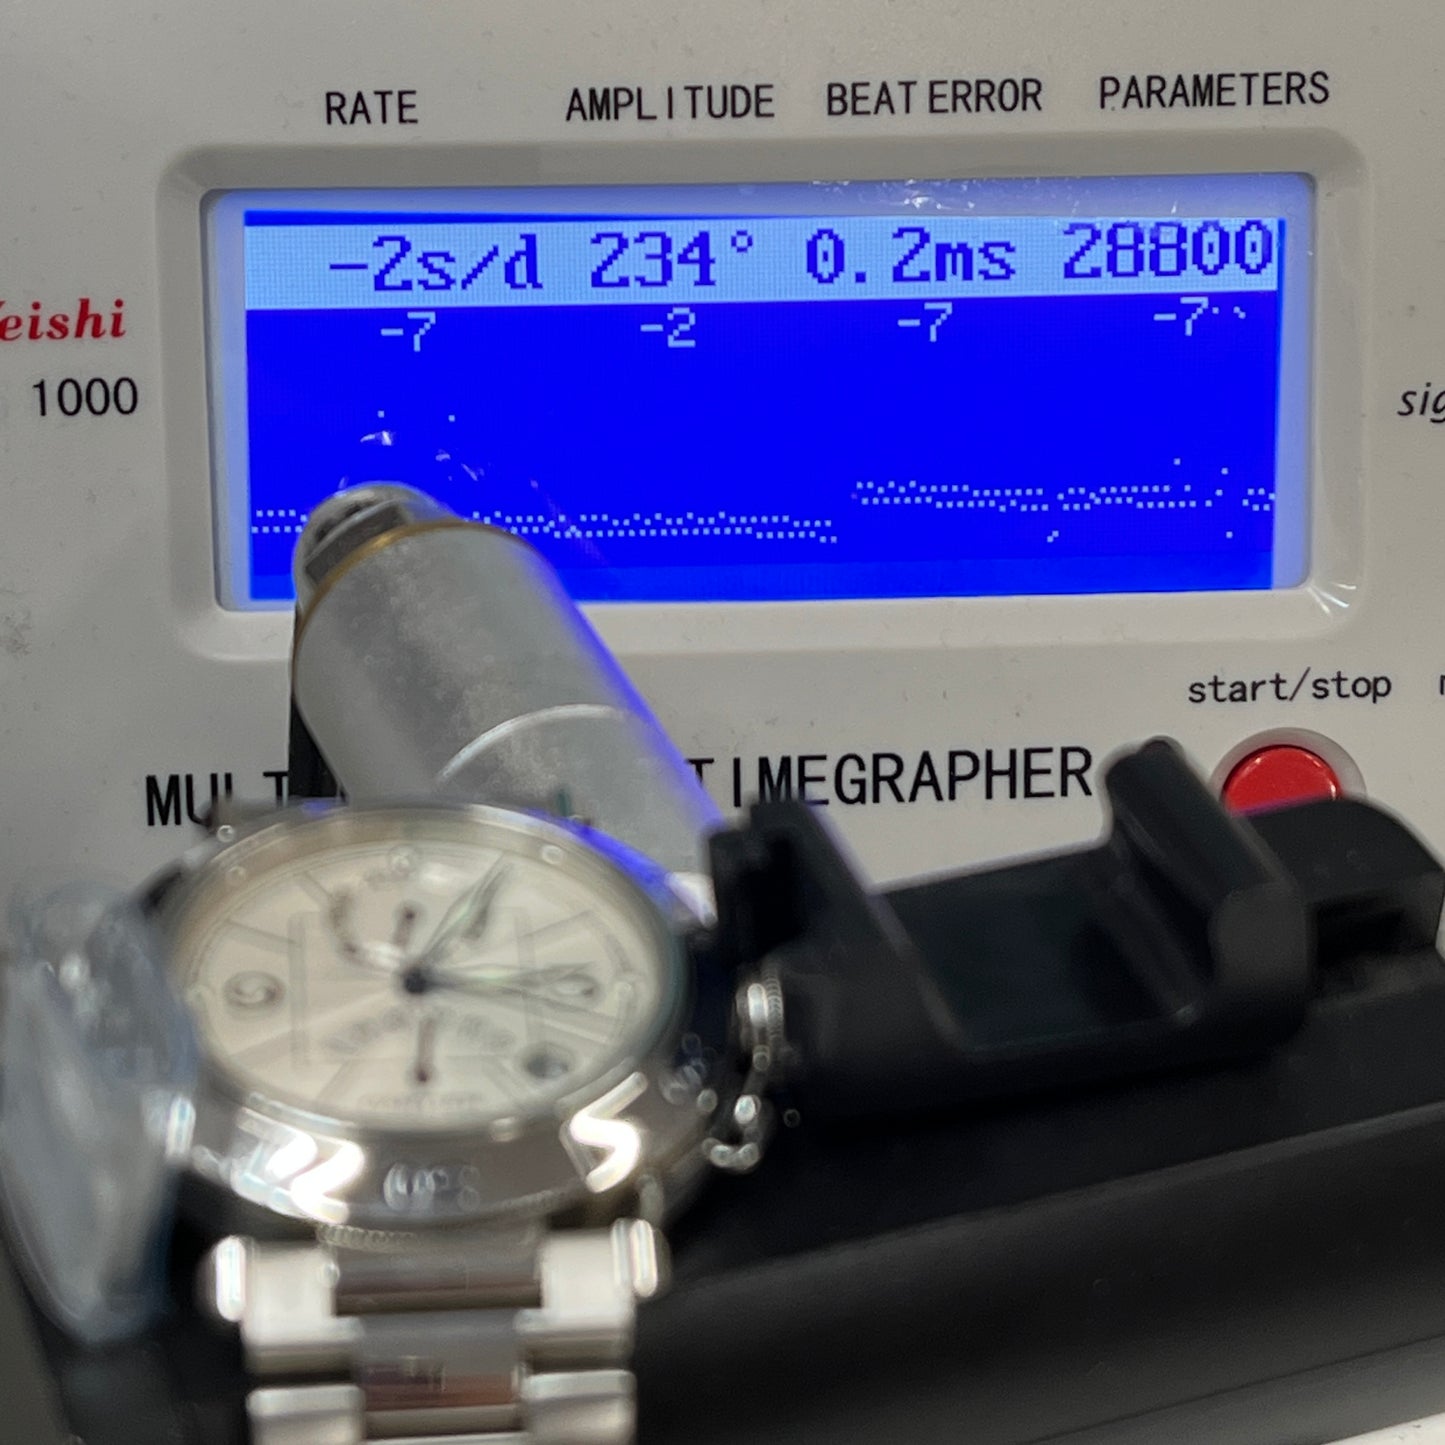 RATE AMPLITUDE BEAT ERROR PARAMETERS
-2s/d 234° 0.2ms 28800
-7 -2 -7 -7
eishi
1000
sig
start/stop
MULT TIMEGRAPHER